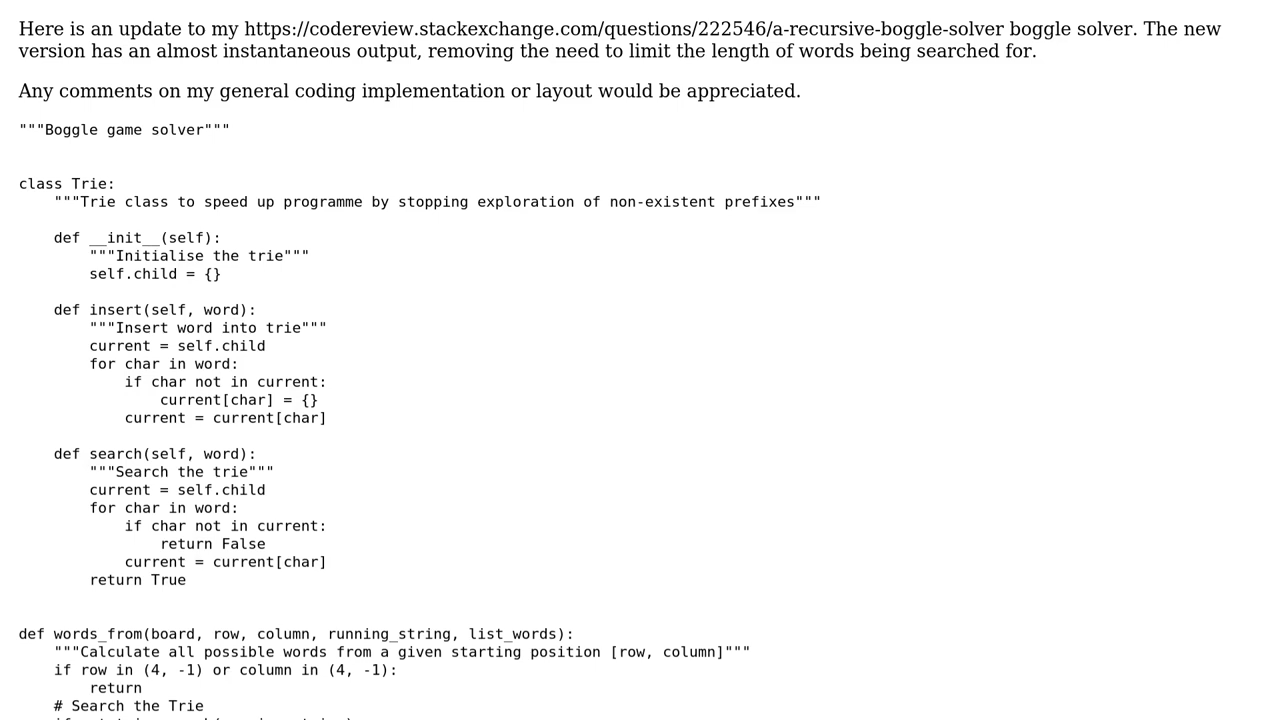 Here is an update to my https://codereview.stackexchange.com/questions/222546/a-recursive-boggle-solver boggle solver. The new
version has an almost instantaneous output, removing the need to limit the length of words being searched for.

Any comments on my general coding implementation or layout would be appreciated.

"""Boggle game solver"""


class Trie:
    """Trie class to speed up programme by stopping exploration of non-existent prefixes"""

    def __init__(self):
        """Initialise the trie"""
        self.child = {}

    def insert(self, word):
        """Insert word into trie"""
        current = self.child
        for char in word:
            if char not in current:
                current[char] = {}
            current = current[char]

    def search(self, word):
        """Search the trie"""
        current = self.child
        for char in word:
            if char not in current:
                return False
            current = current[char]
        return True


def words_from(board, row, column, running_string, list_words):
    """Calculate all possible words from a given starting position [row, column]"""
    if row in (4, -1) or column in (4, -1):
        return
    # Search the Trie